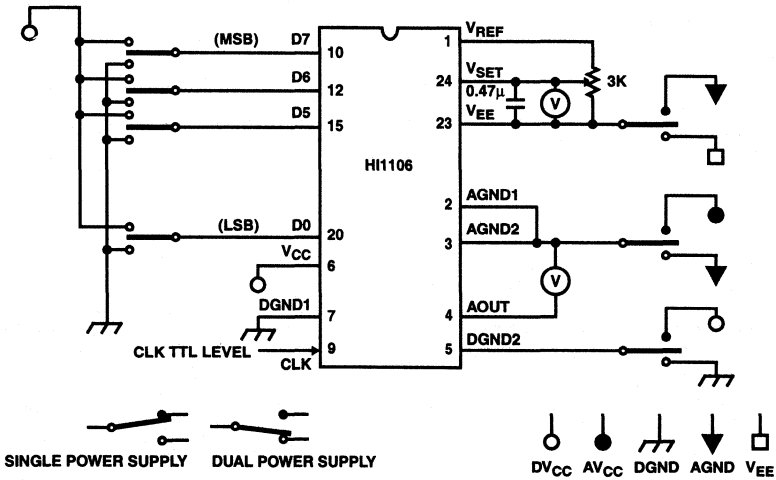 (MSB) D7 10
D6 12
D5 15
(LSB) D0 20
VCC 6
DGND1 7
CLK TTL LEVEL CLK 9
HI1106
1 VREF
24 VSET
0.47µ V 3K
23 VEE
2 AGND1
3 AGND2
V
4 AOUT
5 DGND2
SINGLE POWER SUPPLY DUAL POWER SUPPLY
DVCC AVCC DGND AGND VEE